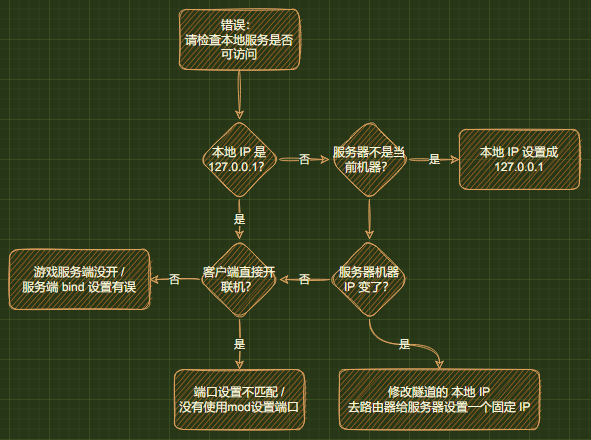 错误：
请检查本地服务是否
可访问
本地 IP 是
127.0.0.1？
否
服务器不是当
前机器？
是
本地 IP 设置成
127.0.0.1
是
游戏服务端没开 /
服务端 bind 设置有误
否
客户端直接开
联机？
否
服务器机器
IP 变了？
是
是
端口设置不匹配 /
没有使用mod设置端口
修改隧道的 本地 IP
去路由器给服务器设置一个固定 IP